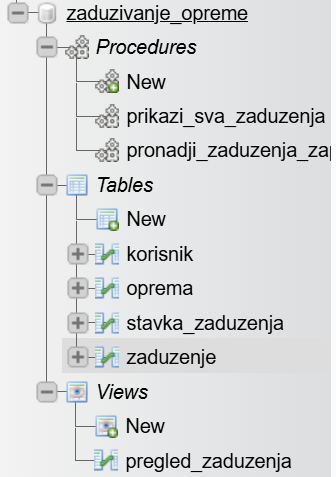 zaduzivanje_opreme
Procedures
New
prikazi_sva_zaduzenja
pronadji_zaduzenja_zap
Tables
New
korisnik
oprema
stavka_zaduzenja
zaduzenje
Views
New
pregled_zaduzenja